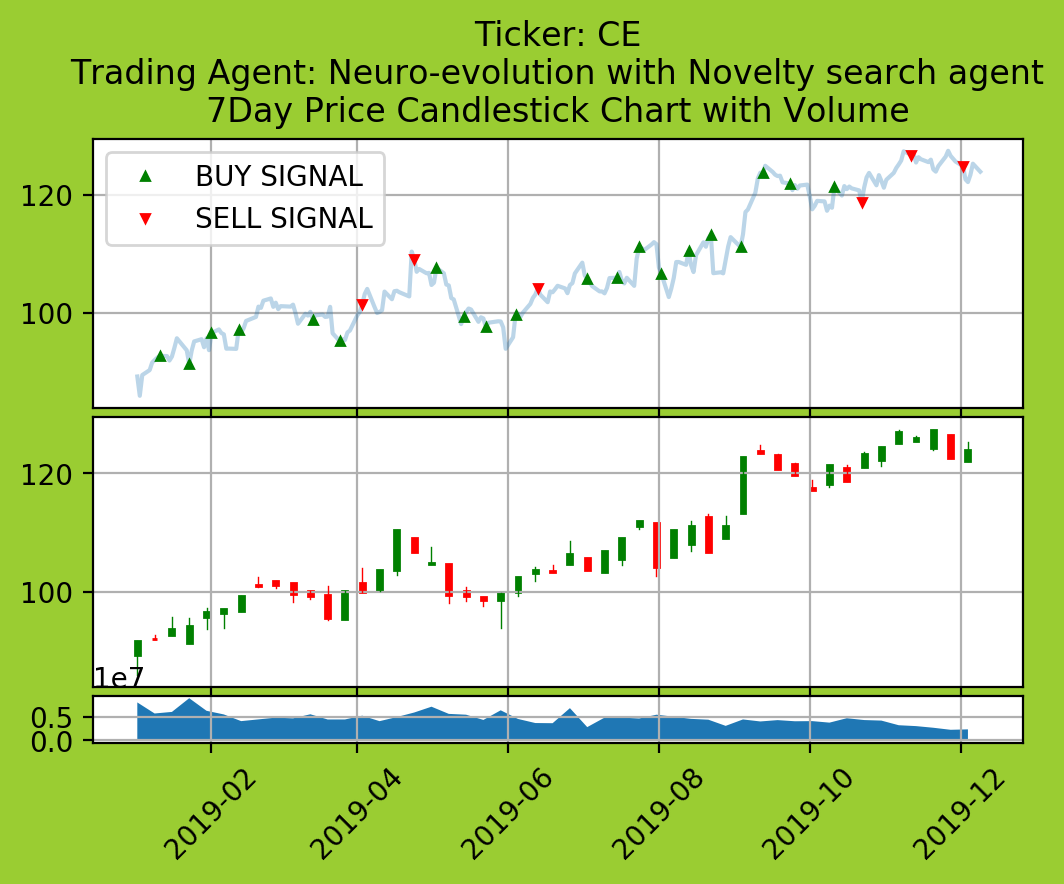 Ticker: CE
Trading Agent: Neuro-evolution with Novelty search agent
7Day Price Candlestick Chart with Volume
BUY SIGNAL
SELL SIGNAL
120
100
120
100
1e7
0.5
0.0
2019-02
2019-04
2019-06
2019-08
2019-10
2019-12